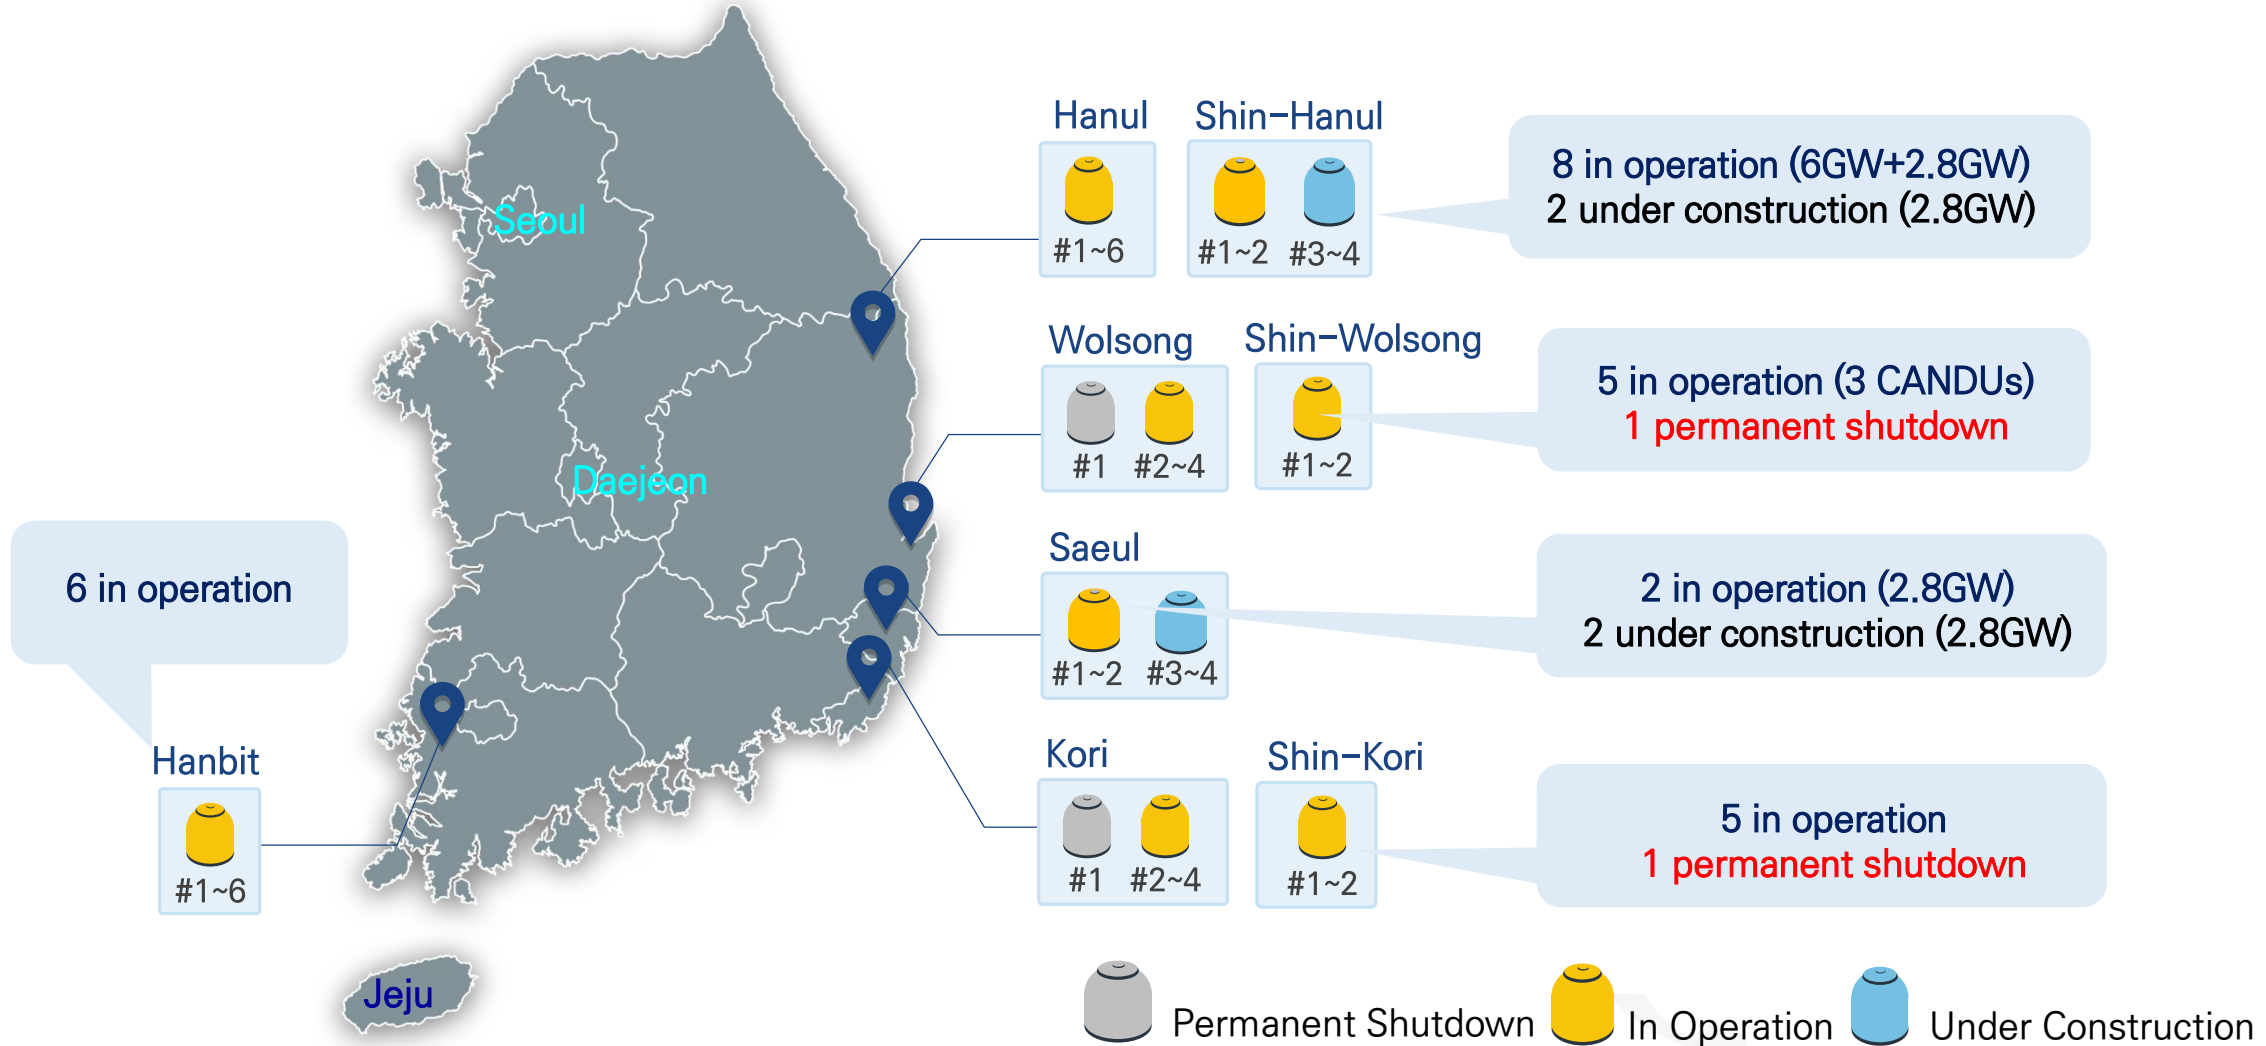 Seoul
Daejeon
Jeju
Hanul
#1~6
Shin-Hanul
#1~2 #3~4
8 in operation (6GW+2.8GW)
2 under construction (2.8GW)
Wolsong
#1 #2~4
Shin-Wolsong
#1~2
5 in operation (3 CANDUs)
1 permanent shutdown
Saeul
#1~2 #3~4
2 in operation (2.8GW)
2 under construction (2.8GW)
Kori
#1 #2~4
Shin-Kori
#1~2
5 in operation
1 permanent shutdown
6 in operation
Hanbit
#1~6
Permanent Shutdown
In Operation
Under Construction